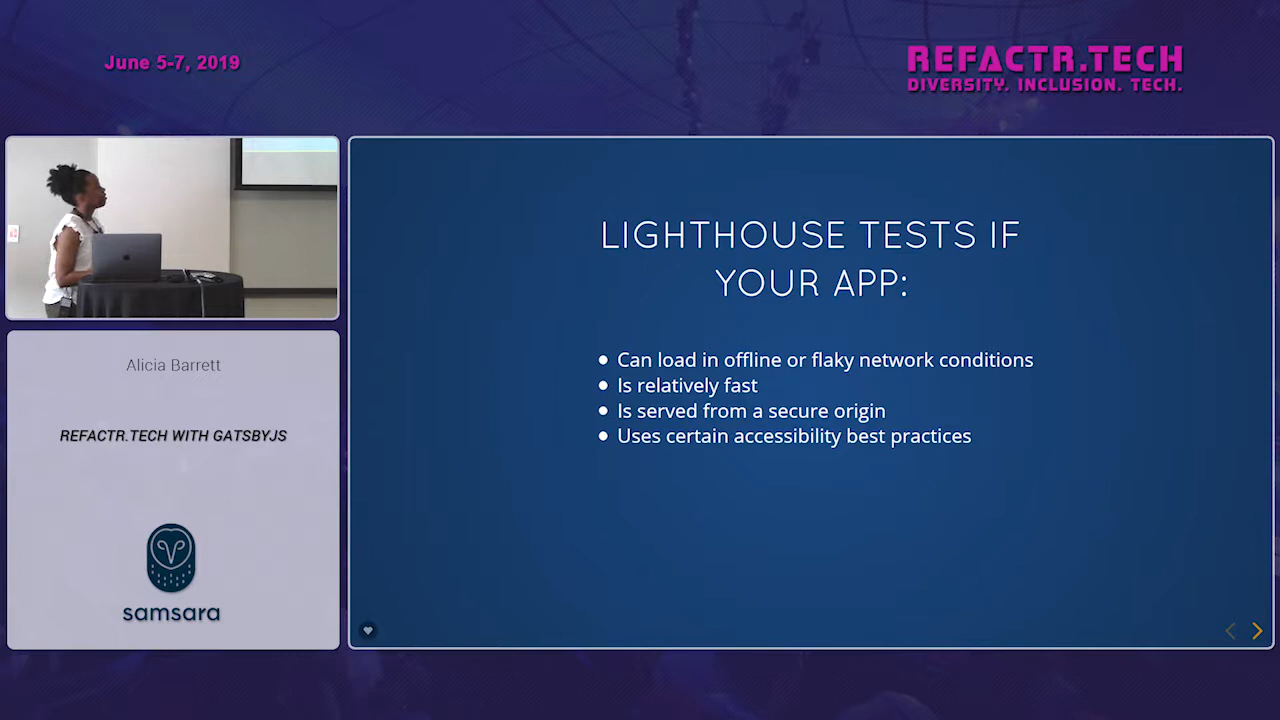 June 5-7, 2019
REFACTR.TECH
DIVERSITY. INCLUSION. TECH.
Alicia Barrett
REFACTR.TECH WITH GATSBYJS
samsara
LIGHTHOUSE TESTS IF
YOUR APP:
Can load in offline or flaky network conditions
Is relatively fast
Is served from a secure origin
Uses certain accessibility best practices